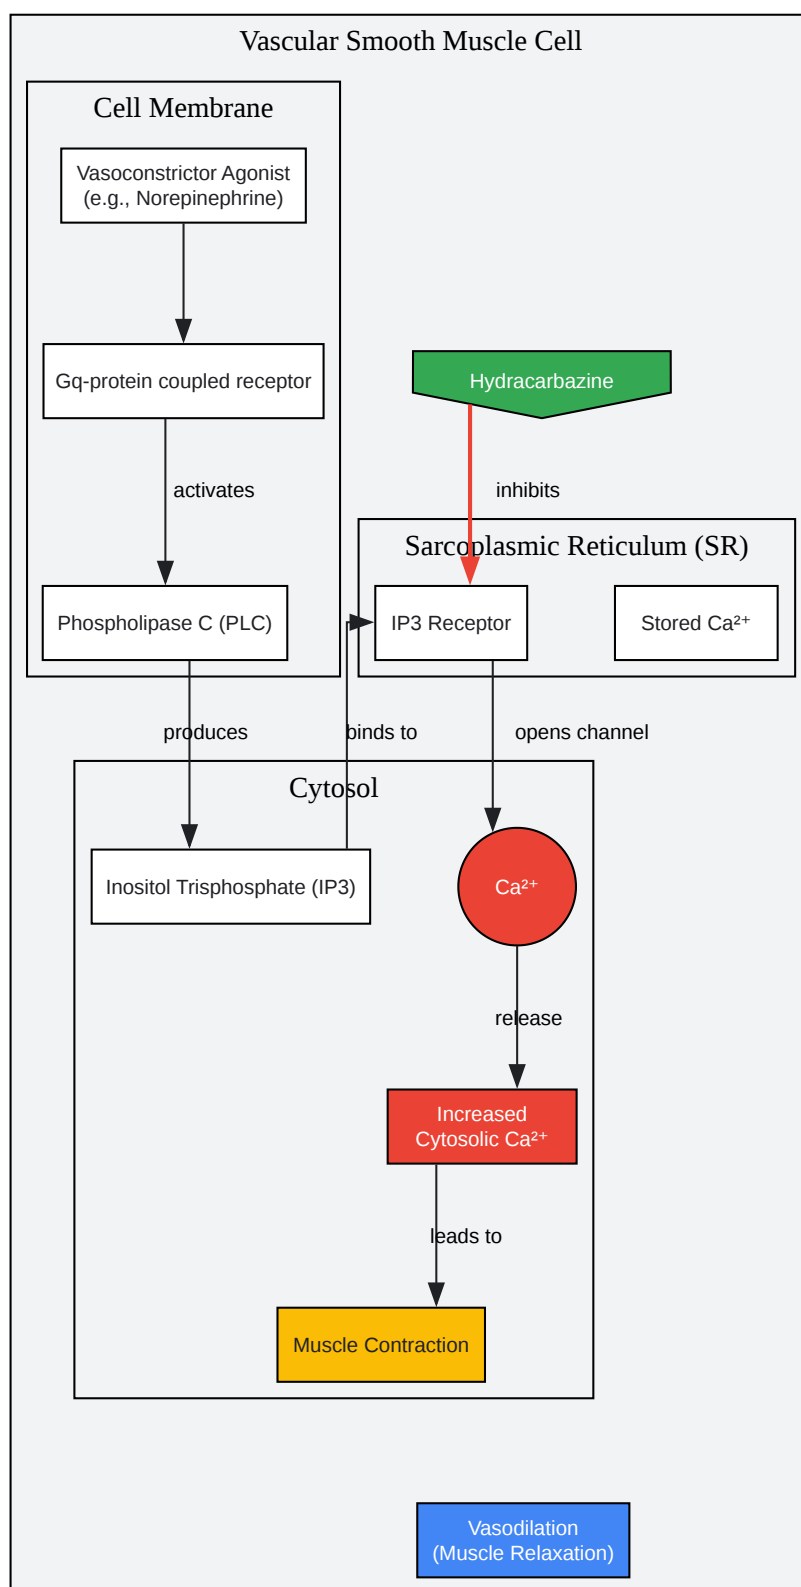 Vascular Smooth Muscle Cell
Cell Membrane
Vasoconstrictor Agonist
(e.g., Norepinephrine)
Gq-protein coupled receptor
Hydracarbazine
activates
inhibits
Sarcoplasmic Reticulum (SR)
Phospholipase C (PLC)
IP3 Receptor
Stored Ca²⁺
produces
binds to
opens channel
Cytosol
Inositol Trisphosphate (IP3)
Ca²⁺
release
Increased
Cytosolic Ca²⁺
leads to
Muscle Contraction
Vasodilation
(Muscle Relaxation)